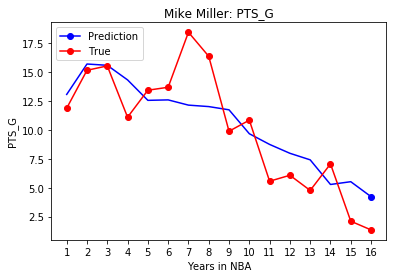 Mike Miller: PTS_G
Prediction
True
PTS_G
17.5
15.0
12.5
10.0
7.5
5.0
2.5
1 2 3 4 5 6 7 8 9 10 11 12 13 14 15 16
Years in NBA